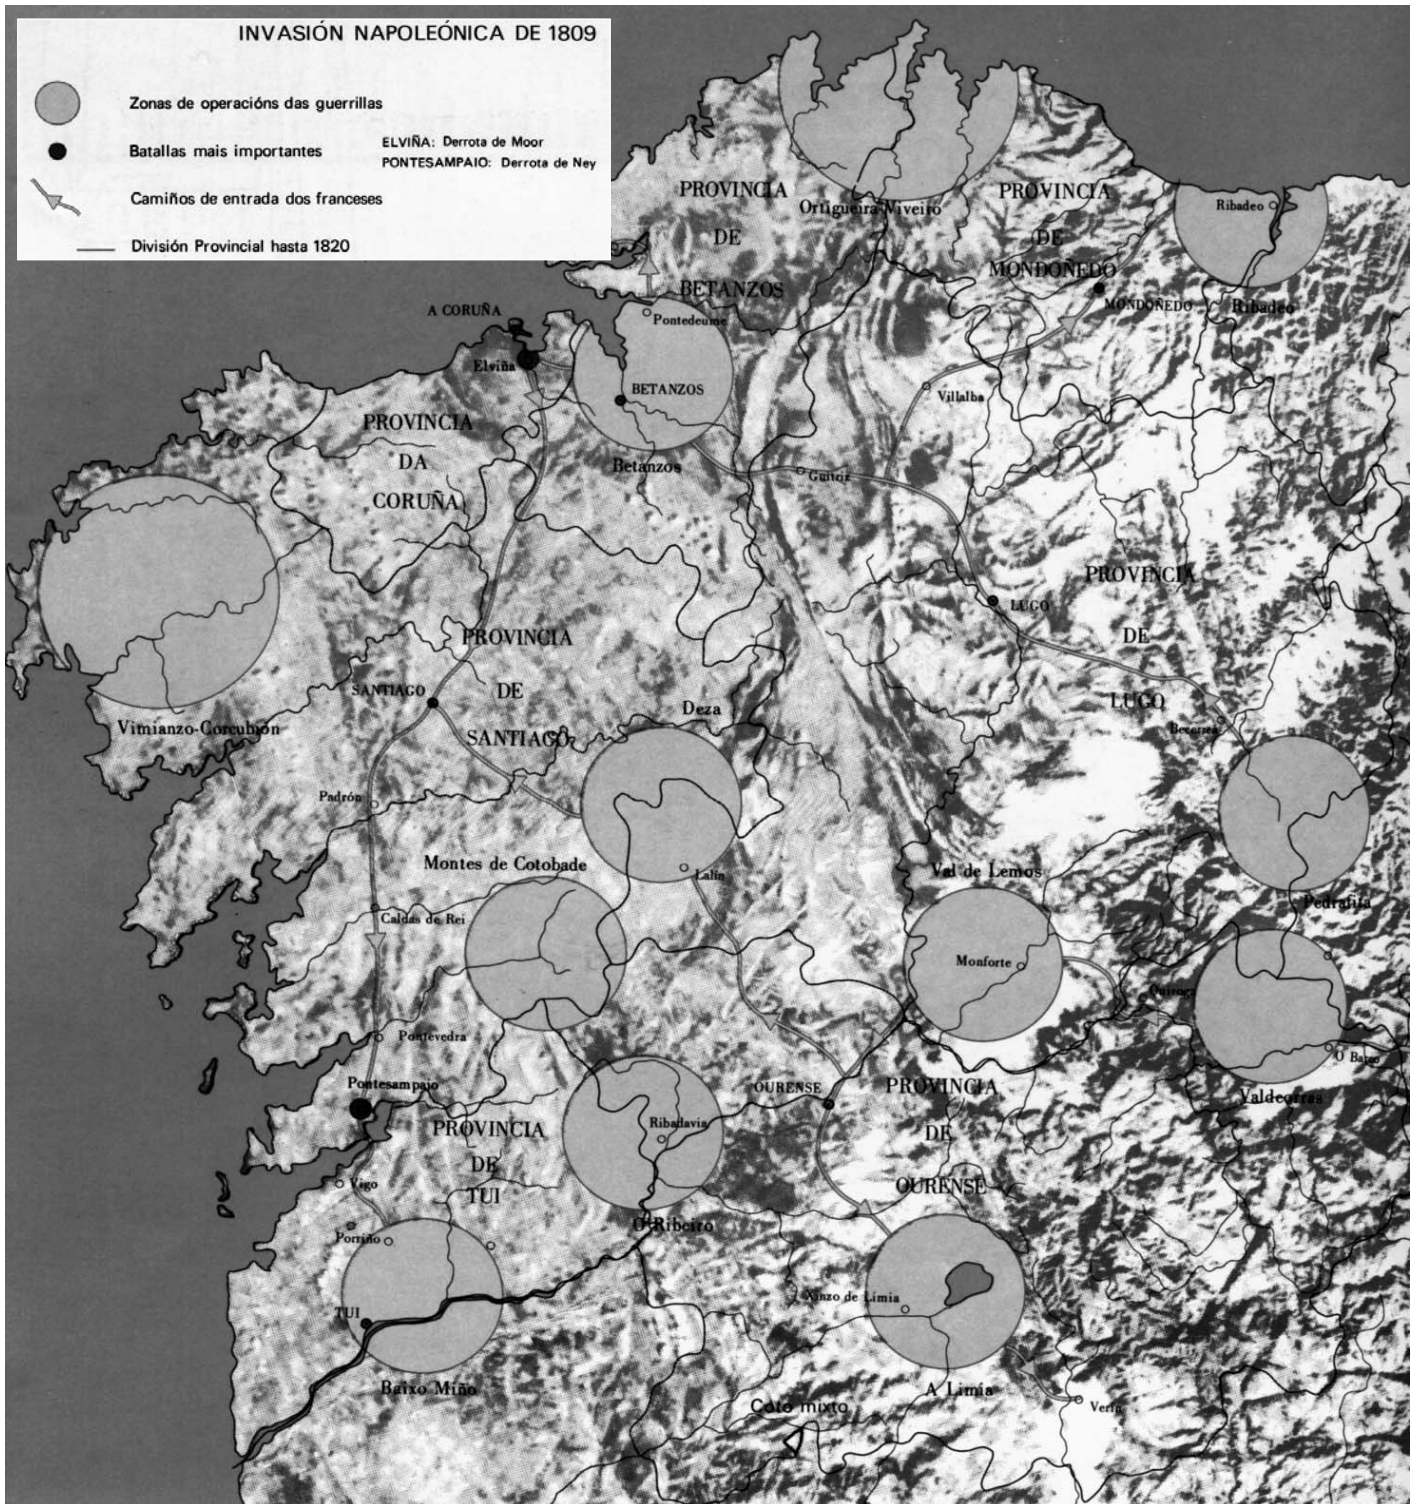 INVASIÓN NAPOLEÓNICA DE 1809
Zonas de operacións das guerrillas
Batallas mais importantes
ELVIÑA: Derrota de Moor
PONTESAMPAIO: Derrota de Ney
Camiños de entrada dos franceses
División Provincial hasta 1820
PROVINCIA
DE
BETANZOS
Ortigueira-Viveiro
PROVINCIA
DE
MONDOÑEDO
Ribadeo
Ribadeo
MONDOÑEDO
A CORUÑA
Pontedeume
Elviña
BETANZOS
Villalba
PROVINCIA
DA
CORUÑA
Betanzos
Guitiriz
PROVINCIA
DE
LUGO
LUGO
PROVINCIA
DE
SANTIAGO
SANTIAGO
Deza
Becerreá
Vimianzo-Corcubión
Padrón
Montes de Cotobade
Lalín
Val de Lemos
Pedrafita
Caldas de Rei
Monforte
Quiroga
Pontevedra
O Barco
Pontesampaio
OURENSE
PROVINCIA
DE
OURENSE
Valdeorras
PROVINCIA
DE
TUI
Ribadavia
Vigo
O Ribeiro
Porriño
TUI
Xinzo de Limia
Baixo Miño
A Limía
Coto mixto
Verín